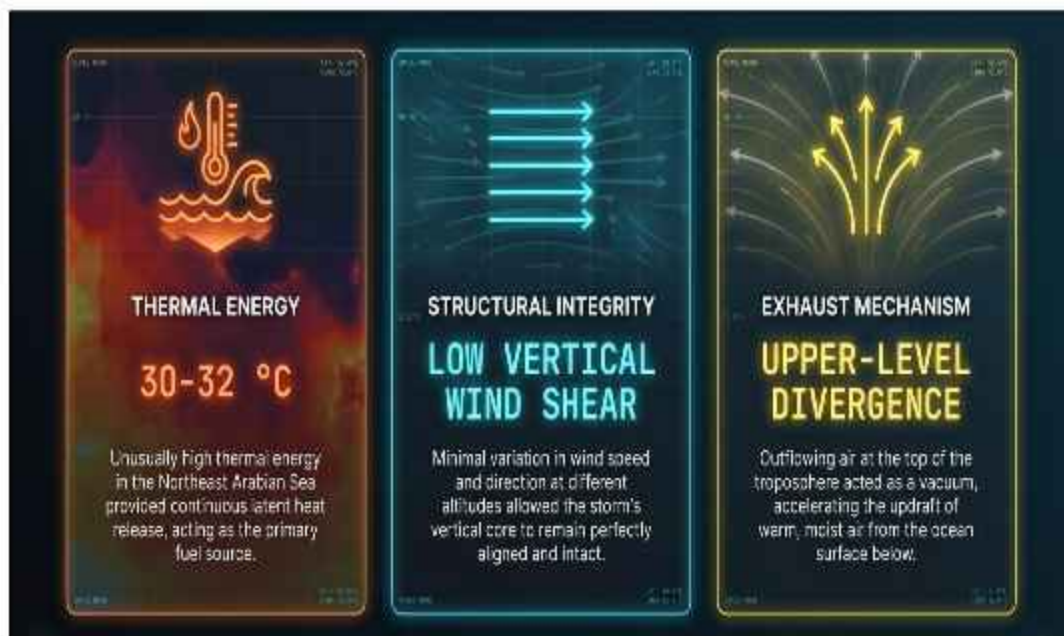 THERMAL ENERGY
30-32 °C
Unusually high thermal energy
in the Northeast Arabian Sea
provided continuous latent heat
release, acting as the primary
fuel source.
STRUCTURAL INTEGRITY
LOW VERTICAL
WIND SHEAR
Minimal variation in wind speed
and direction at different
altitudes allowed the storm's
vertical core to remain perfectly
aligned and intact.
EXHAUST MECHANISM
UPPER-LEVEL
DIVERGENCE
Outflowing air at the top of the
troposphere acted as a vacuum,
accelerating the updraft of
warm, moist air from the ocean
surface below.